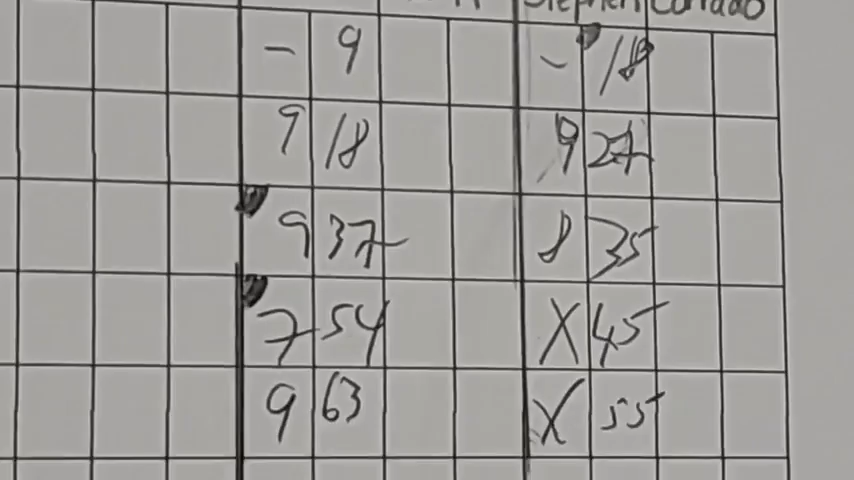 Stephen Corrado
- 9 - 18
9 18 9 27
9 37 8 35
7 54 X 45
9 63 X 55